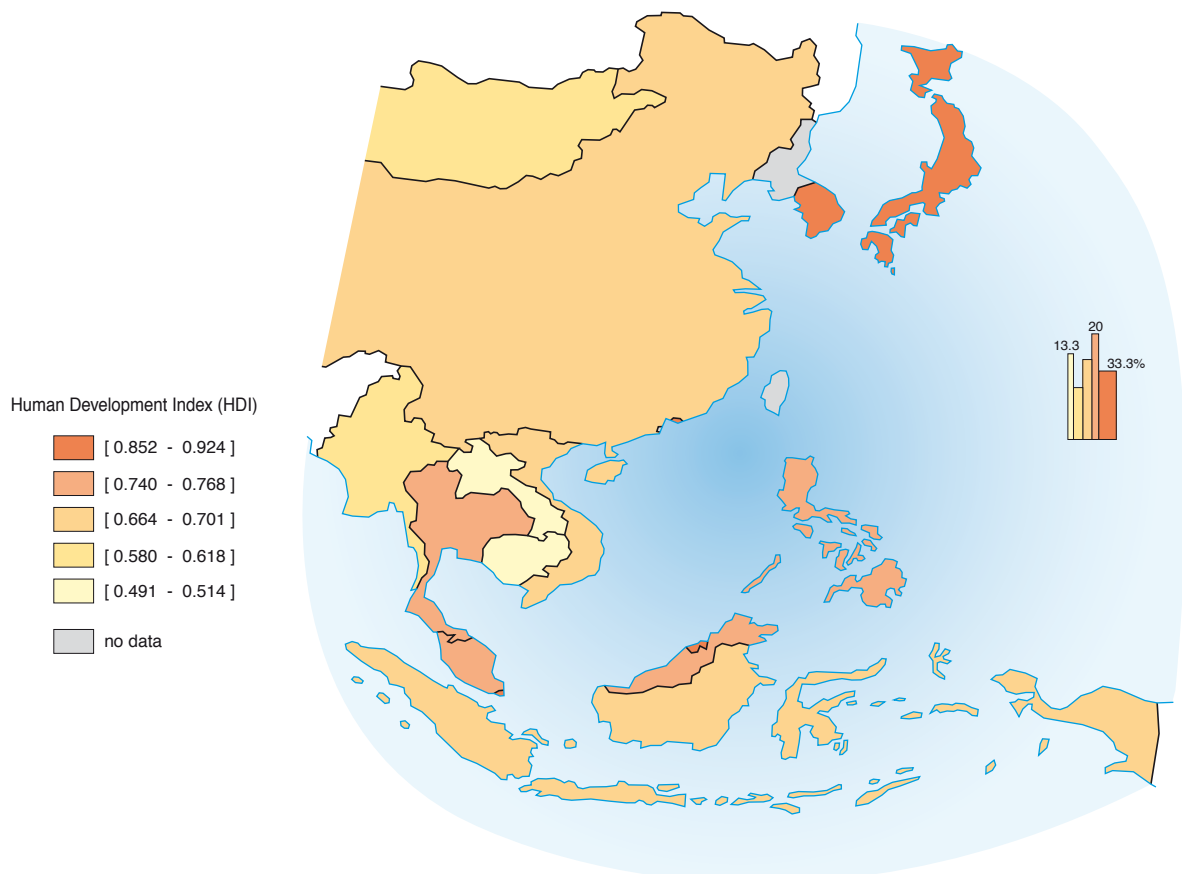 Human Development Index (HDI)
[ 0.852 - 0.924 ]
[ 0.740 - 0.768 ]
[ 0.664 - 0.701 ]
[ 0.580 - 0.618 ]
[ 0.491 - 0.514 ]
no data
20
13.3
33.3%